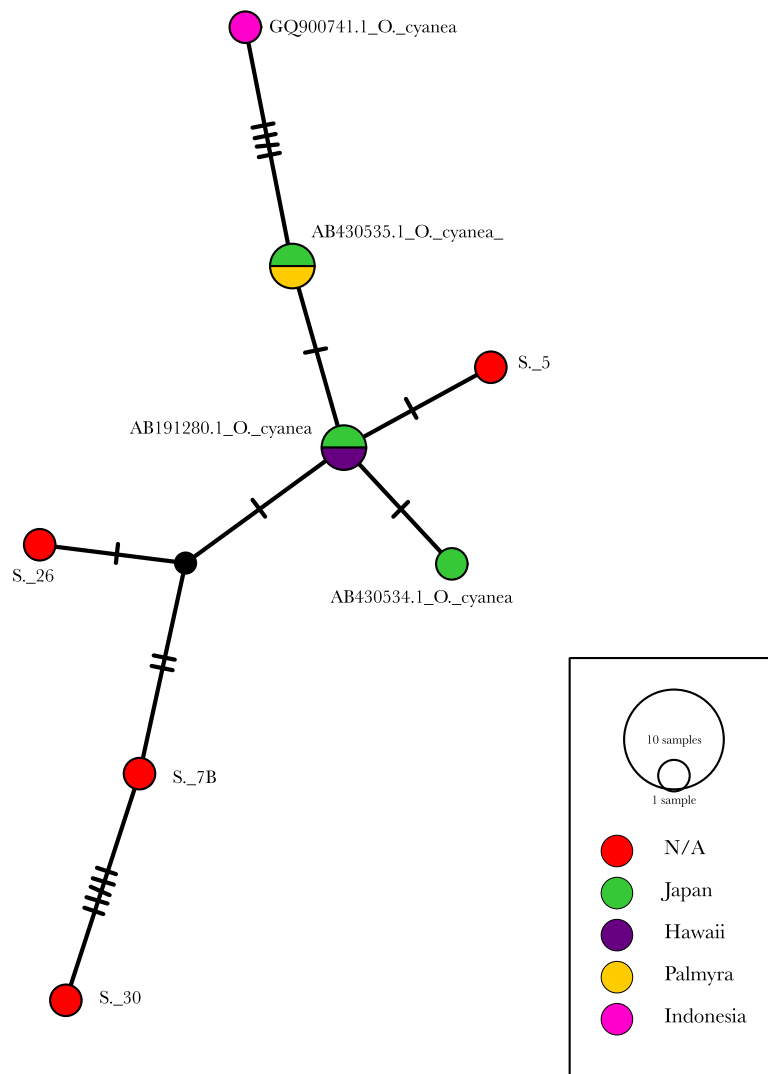 GQ900741.1_O._cyanea
AB430535.1_O._cyanea_
S._5
AB191280.1_O._cyanea
S._26
AB430534.1_O._cyanea
S._7B
S._30
10 samples
1 sample
N/A
Japan
Hawaii
Palmyra
Indonesia